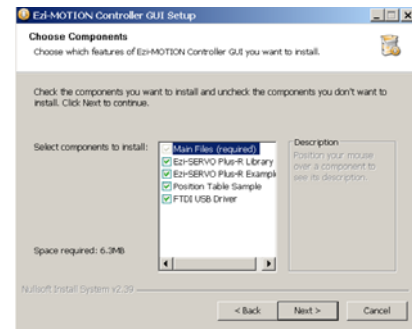 Ezi-MOTION Controller GUI Setup
Choose Components
Choose which features of Ezi-MOTION Controller GUI you want to install.
Check the components you want to install and uncheck the components you don't want to
install. Click Next to continue.
Select components to install:
Main Files (required)
Ezi-SERVO Plus-R Library
Ezi-SERVO Plus-R Exampl
Position Table Sample
FTDI USB Driver
Description
Position your mouse
over a component to
see its description.
Space required: 6.3MB
Nullsoft Install System v2.39
< Back
Next >
Cancel